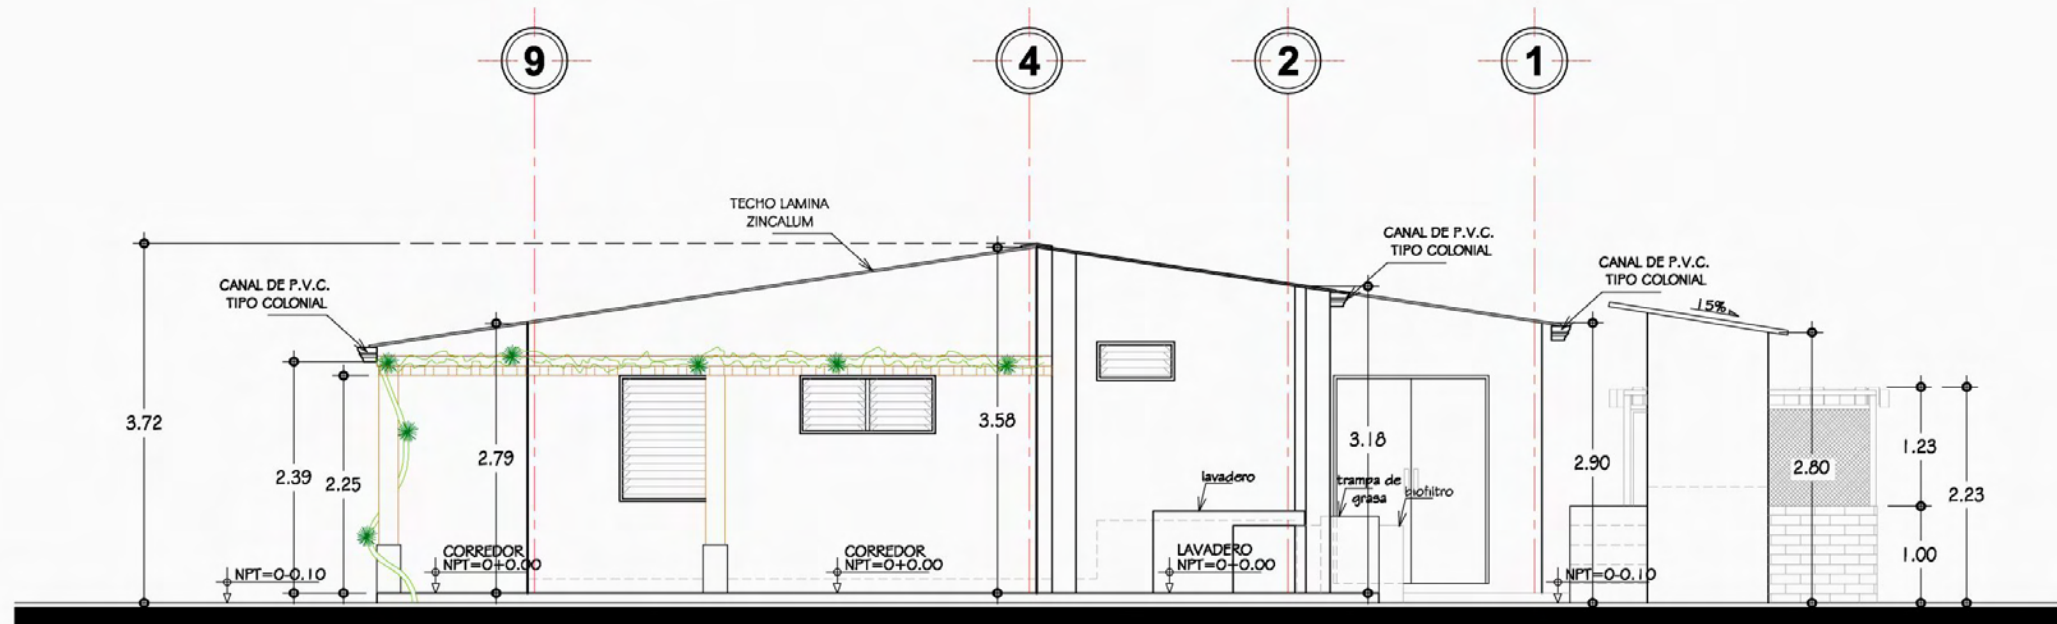 9
4
2
1
TECHO LAMINA
ZINCALUM
CANAL DE P.V.C.
TIPO COLONIAL
CANAL DE P.V.C.
TIPO COLONIAL
CANAL DE P.V.C.
TIPO COLONIAL
15%
3.72
2.39
2.25
2.79
3.58
3.18
2.90
2.80
1.23
2.23
1.00
lavadero
trampa de
grasa
biofiltro
NPT=0-0.10
CORREDOR
NPT=0+0.00
CORREDOR
NPT=0+0.00
LAVADERO
NPT=0+0.00
NPT=0-0.10